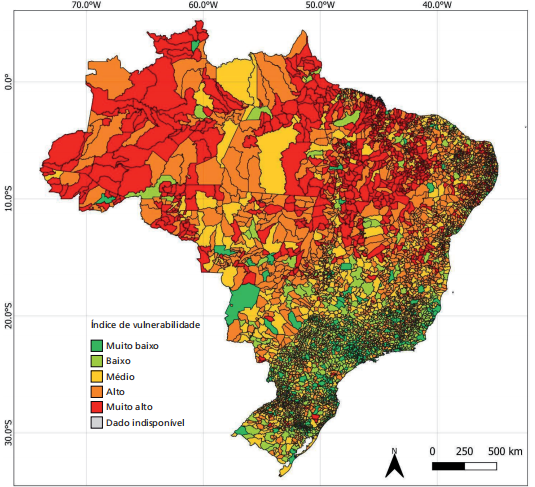 70.0°W 60.0°W 50.0°W 40.0°W
0.0°
10.0°S
20.0°S
30.0°S
Índice de vulnerabilidade
Muito baixo
Baixo
Médio
Alto
Muito alto
Dado indisponível
N
0 250 500 km